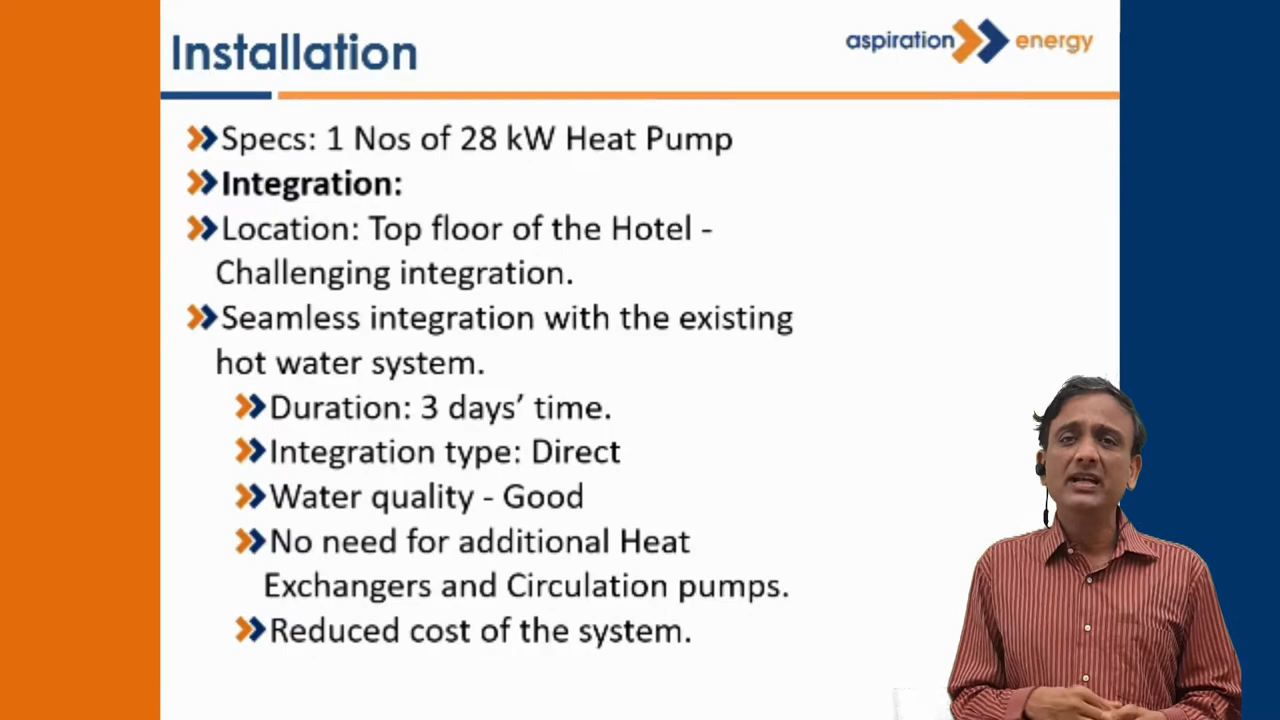 Installation
aspiration energy
Specs: 1 Nos of 28 kW Heat Pump
Integration:
Location: Top floor of the Hotel -
Challenging integration.
Seamless integration with the existing
hot water system.
Duration: 3 days’ time.
Integration type: Direct
Water quality - Good
No need for additional Heat
Exchangers and Circulation pumps.
Reduced cost of the system.